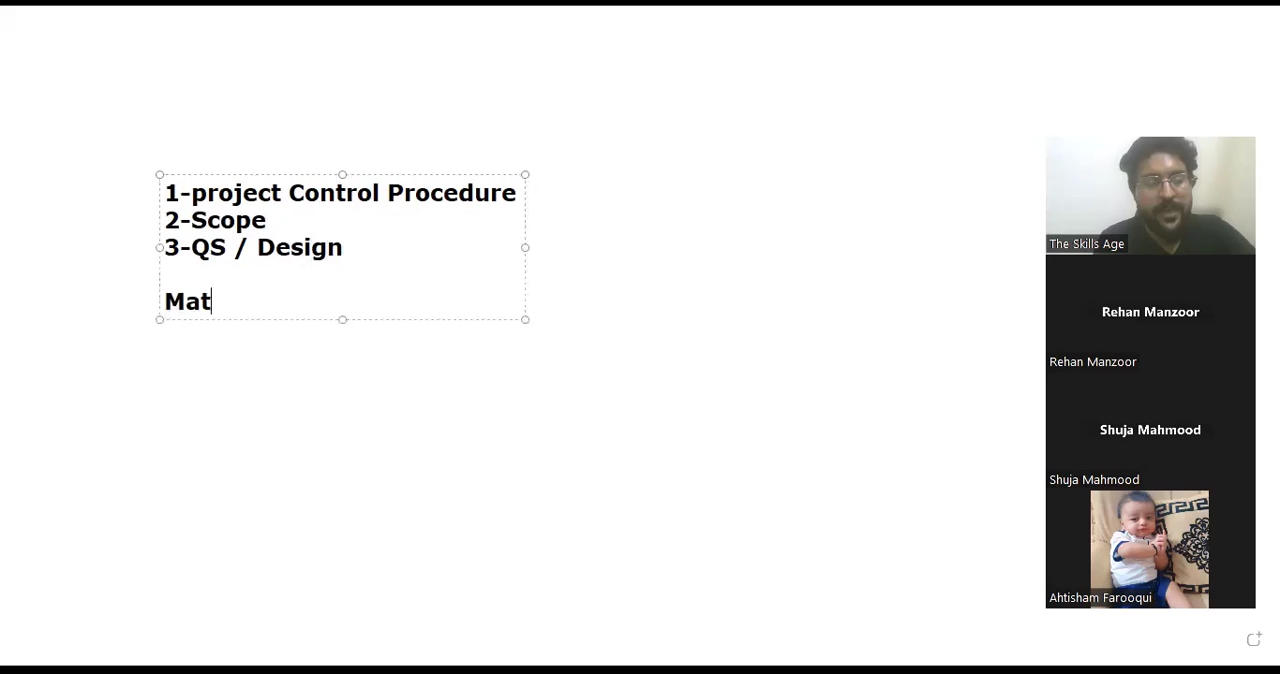 1-project Control Procedure
2-Scope
3-QS / Design
Mat
The Skills Age
Rehan Manzoor
Rehan Manzoor
Shuja Mahmood
Shuja Mahmood
Ahtisham Farooqui